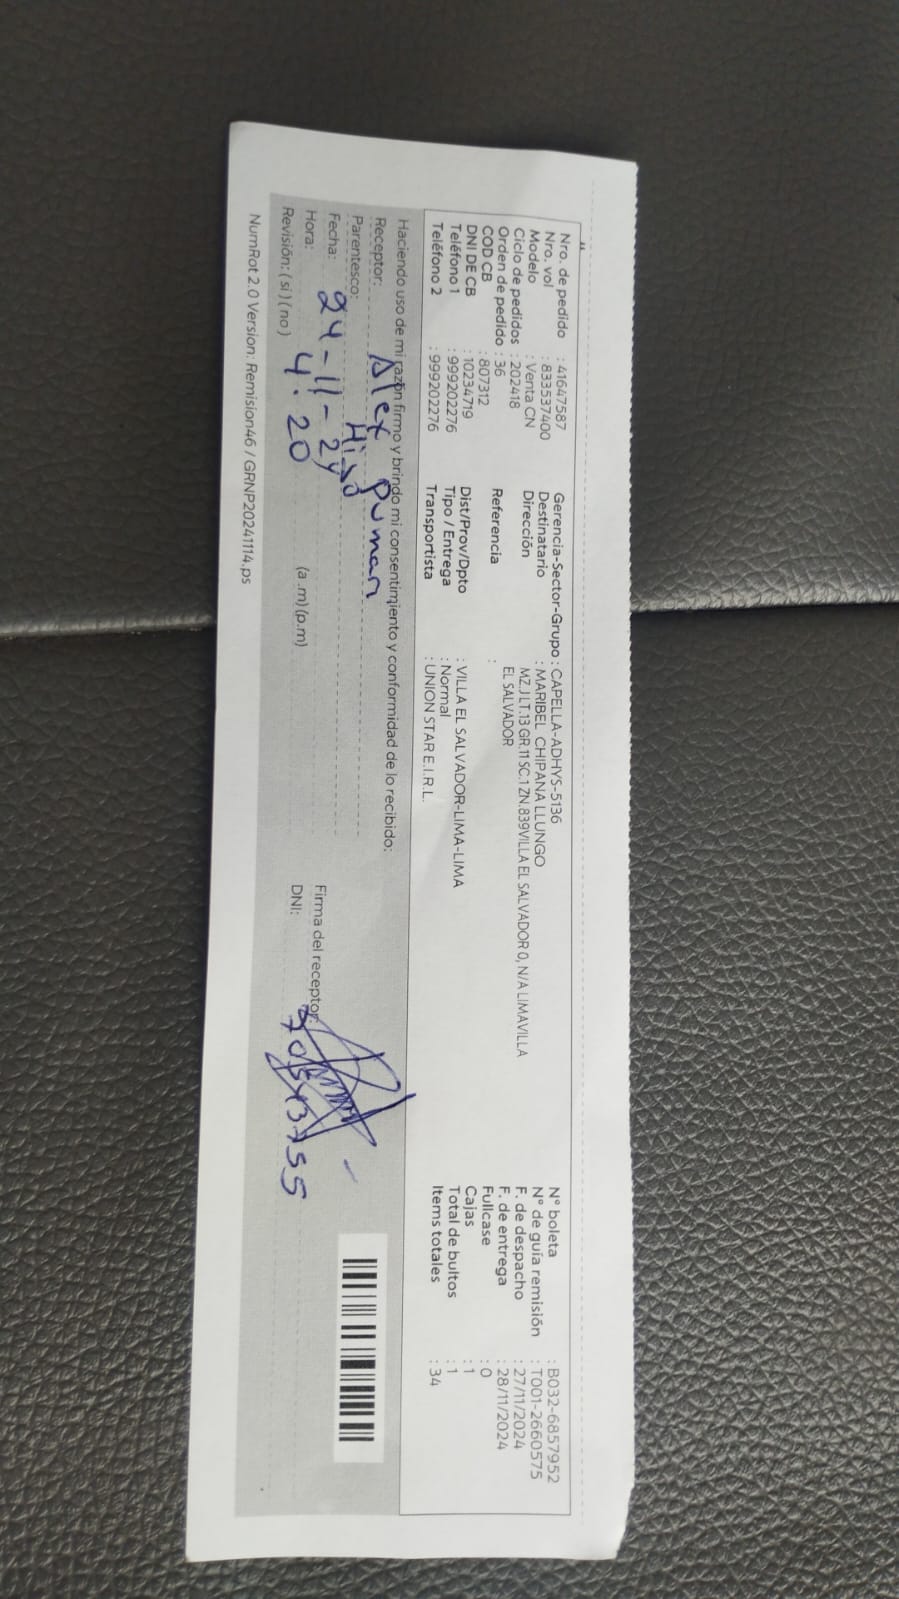 Nro. de pedido : 41647587
Nro. vol : 833537400
Modelo : Venta CN
Ciclo de pedidos : 202418
Orden de pedido : 36
COD CB : 807312
DNI DE CB : 10234719
Teléfono 1 : 999202276
Teléfono 2 : 999202276
Gerencia-Sector-Grupo : CAPELLA-ADHYS-5136
Destinatario : MARIBEL CHIPANA LLUNGO
Dirección : MZ.J LT.13 GR.11 SC.1 ZN.839VILLA EL SALVADOR 0, N/A LIMAVILLA
EL SALVADOR
Referencia :
Dist/Prov/Dpto : VILLA EL SALVADOR-LIMA-LIMA
Tipo / Entrega : Normal
Transportista : UNION STAR E.I.R.L.
N° boleta : B032-6857952
N° de guía remisión : T001-2660575
F. de despacho : 27/11/2024
F. de entrega : 28/11/2024
Fullcase : 0
Cajas : 1
Total de bultos : 1
Items totales : 34
Haciendo uso de mi razón firmo y brindo mi consentimiento y conformidad de lo recibido:
Receptor: Alex Puman
Parentesco: Hijo
Fecha: 24-11-24
Hora: 4:20 (a .m) (p.m)
Revisión: ( si ) ( no )
Firma del receptor:
DNI:
NumRot 2.0 Version: Remision46 / GRNP20241114.ps